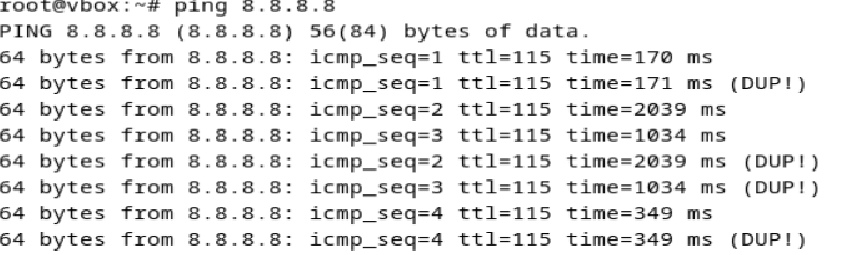 root@vbox:~# ping 8.8.8.8
PING 8.8.8.8 (8.8.8.8) 56(84) bytes of data.
64 bytes from 8.8.8.8: icmp_seq=1 ttl=115 time=170 ms
64 bytes from 8.8.8.8: icmp_seq=1 ttl=115 time=171 ms (DUP!)
64 bytes from 8.8.8.8: icmp_seq=2 ttl=115 time=2039 ms
64 bytes from 8.8.8.8: icmp_seq=3 ttl=115 time=1034 ms
64 bytes from 8.8.8.8: icmp_seq=2 ttl=115 time=2039 ms (DUP!)
64 bytes from 8.8.8.8: icmp_seq=3 ttl=115 time=1034 ms (DUP!)
64 bytes from 8.8.8.8: icmp_seq=4 ttl=115 time=349 ms
64 bytes from 8.8.8.8: icmp_seq=4 ttl=115 time=349 ms (DUP!)